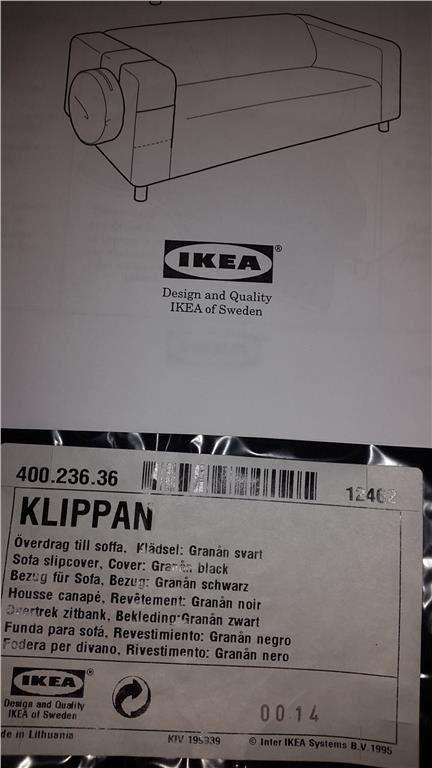 IKEA®
Design and Quality
IKEA of Sweden
400.236.36
12462
KLIPPAN
Överdrag till soffa, Klädsel: Granån svart
Sofa slipcover, Cover: Granån black
Bezug für Sofa, Bezug: Granån schwarz
Housse canapé, Revêtement: Granån noir
Overtrek zitbank, Bekleding:Granån zwart
Funda para sofá, Revestimiento: Granån negro
Fodera per divano, Rivestimento: Granån nero
IKEA®
Design and Quality
IKEA of Sweden
0014
de in Lithuania
KIV 199339 © Inter IKEA Systems B.V. 1995